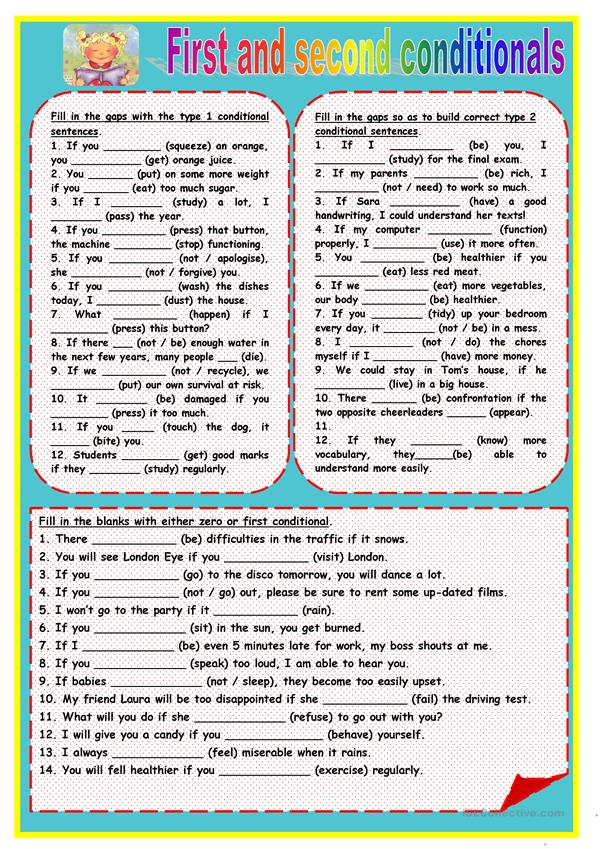 First and second conditionals
Fill in the gaps with the type 1 conditional
sentences.
1. If you __________ (squeeze) an orange,
you __________ (get) orange juice.
2. You _______ (put) on some more weight
if you _______ (eat) too much sugar.
3. If I ________ (study) a lot, I
________ (pass) the year.
4. If you ________ (press) that button,
the machine _________ (stop) functioning.
5. If you _______ (not / apologise),
she _________ (not / forgive) you.
6. If you _______ (wash) the dishes
today, I _________ (dust) the house.
7. What _________ (happen) if I
_________ (press) this button?
8. If there ___ (not / be) enough water in
the next few years, many people ___ (die).
9. If we _________ (not / recycle), we
__________ (put) our own survival at risk.
10. It ________ (be) damaged if you
________ (press) it too much.
11. If you _____ (touch) the dog, it
______ (bite) you.
12. Students ________ (get) good marks
if they ________ (study) regularly.
Fill in the gaps so as to build correct type 2
conditional sentences.
1. If I __________ (be) you, I
__________ (study) for the final exam.
2. If my parents __________ (be) rich, I
__________ (not / need) to work so much.
3. If Sara ___________ (have) a good
handwriting, I could understand her texts!
4. If my computer __________ (function)
properly, I _________ (use) it more often.
5. You _________ (be) healthier if you
_________ (eat) less red meat.
6. If we _________ (eat) more vegetables,
our body _________ (be) healthier.
7. If you _______ (tidy) up your bedroom
every day, it _______ (not / be) in a mess.
8. I _________ (not / do) the chores
myself if I _________ (have) more money.
9. We could stay in Tom's house, if he
__________ (live) in a big house.
10. There _______ (be) confrontation if the
two opposite cheerleaders ______ (appear).
11.
12. If they ________ (know) more
vocabulary, they______(be) able to
understand more easily.
Fill in the blanks with either zero or first conditional.
1. There ____________ (be) difficulties in the traffic if it snows.
2. You will see London Eye if you _____________ (visit) London.
3. If you ____________ (go) to the disco tomorrow, you will dance a lot.
4. If you ____________ (not / go) out, please be sure to rent some up-dated films.
5. I won't go to the party if it ____________ (rain).
6. If you _____________ (sit) in the sun, you get burned.
7. If I _____________ (be) even 5 minutes late for work, my boss shouts at me.
8. If you _____________ (speak) too loud, I am able to hear you.
9. If babies _____________ (not / sleep), they become too easily upset.
10. My friend Laura will be too disappointed if she ____________ (fail) the driving test.
11. What will you do if she _____________ (refuse) to go out with you?
12. I will give you a candy if you ______________ (behave) yourself.
13. I always _____________ (feel) miserable when it rains.
14. You will fell healthier if you _____________ (exercise) regularly.
iSLCollective.com